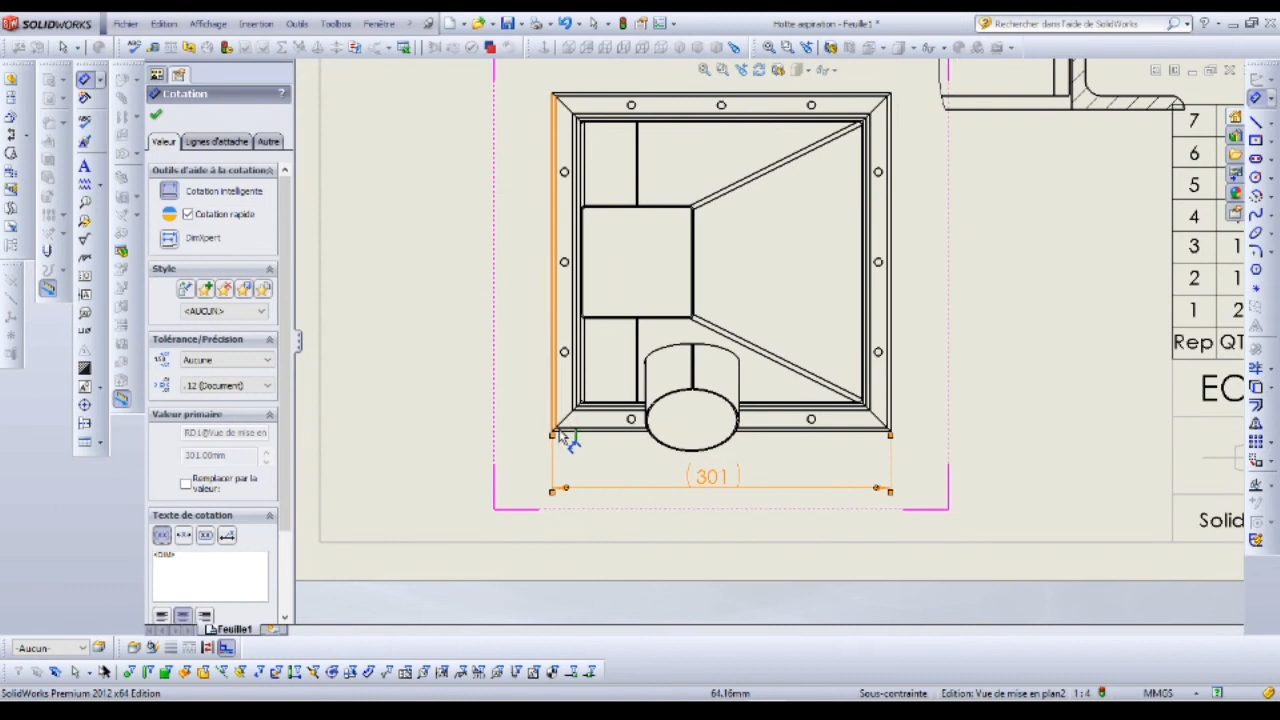 SOLIDWORKS Fichier Edition Affichage Insertion Outils Toolbox Fenêtre
Hotte aspiration - Feuille1 *
Rechercher dans l'aide de SolidWorks
Cotation
?
Valeur Lignes d'attache Autre
Outils d'aide à la cotation
Cotation intelligente
Cotation rapide
DimXpert
Style
<AUCUN>
Tolérance/Précision
Aucune
.12 (Document)
Valeur primaire
RD1@Vue de mise en
301.00mm
Remplacer par la
valeur:
Texte de cotation
<DIM>
Feuille1
(301)
7
6
5
4
3 1
2 1
1 2
Rep QT
EC
Solid
-Aucun-
SolidWorks Premium 2012 x64 Edition
64.16mm
Sous-contrainte
Edition: Vue de mise en plan2
1 : 4
MMGS